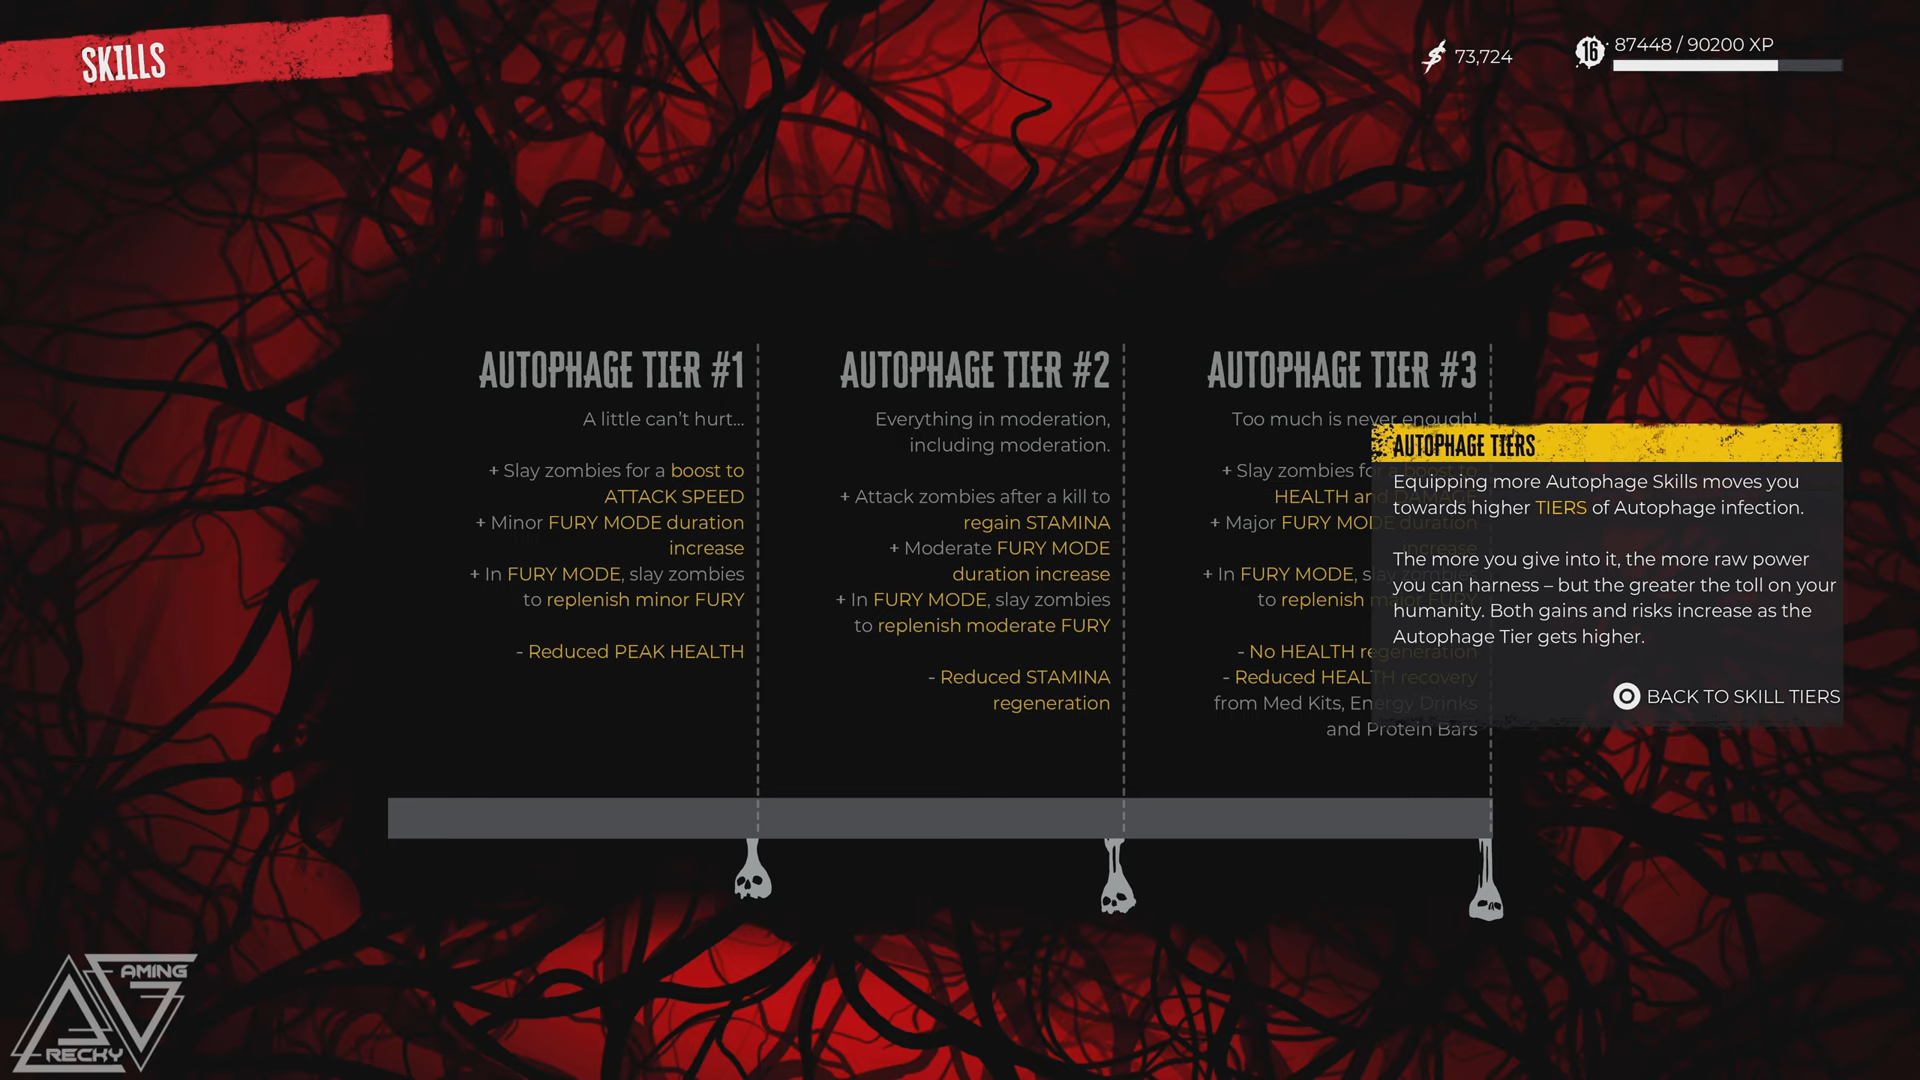 SKILLS
73,724
16
87448 / 90200 XP
AUTOPHAGE TIER #1
A little can't hurt...
+ Slay zombies for a boost to
ATTACK SPEED
+ Minor FURY MODE duration
increase
+ In FURY MODE, slay zombies
to replenish minor FURY
- Reduced PEAK HEALTH
AUTOPHAGE TIER #2
Everything in moderation,
including moderation.
+ Attack zombies after a kill to
regain STAMINA
+ Moderate FURY MODE
duration increase
+ In FURY MODE, slay zombies
to replenish moderate FURY
- Reduced STAMINA
regeneration
AUTOPHAGE TIER #3
Too much is never enough!
+ Slay zombies for a boost to
HEALTH and DAMAGE
+ Major FURY MODE duration
increase
+ In FURY MODE, slay zombies
to replenish major FURY
- No HEALTH regeneration
- Reduced HEALTH recovery
from Med Kits, Energy Drinks
and Protein Bars
AUTOPHAGE TIERS
Equipping more Autophage Skills moves you
towards higher TIERS of Autophage infection.
The more you give into it, the more raw power
you can harness – but the greater the toll on your
humanity. Both gains and risks increase as the
Autophage Tier gets higher.
BACK TO SKILL TIERS
AMING
RECKY